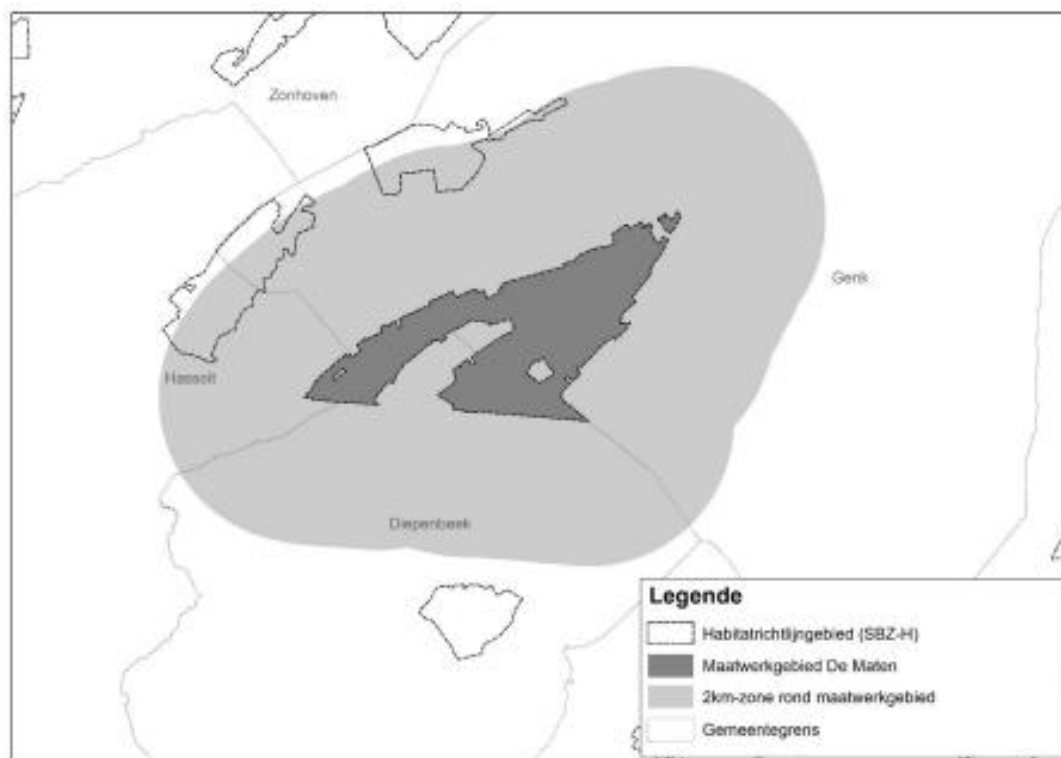 Zonhoven
Genk
Hasselt
Diepenbeek
Legende
Habitatrichtlijngebied (SBZ-H)
Maatwerkgebied De Maten
2km-zone rond maatwerkgebied
Gemeentegrens